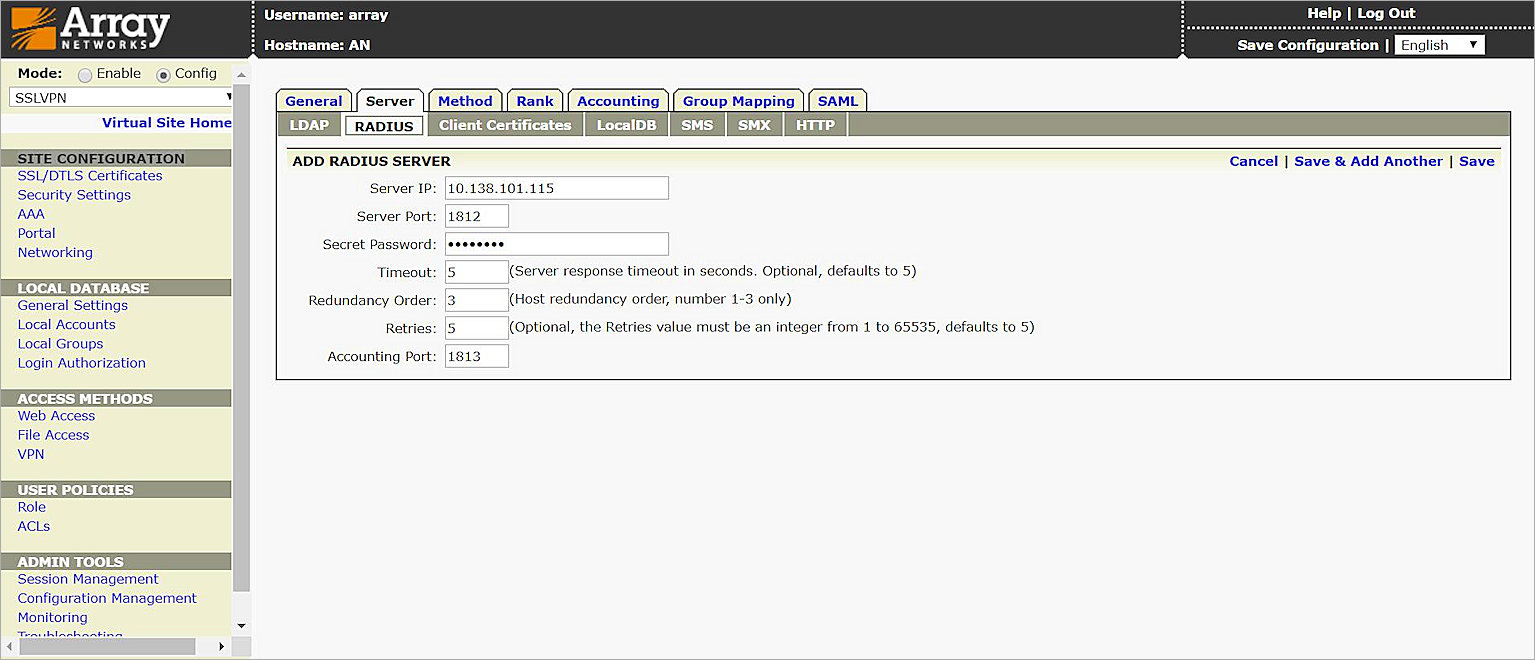 Array
NETWORKS
Username: array
Hostname: AN
Help | Log Out
Save Configuration | English
Mode: Enable Config
SSLVPN
Virtual Site Home
SITE CONFIGURATION
SSL/DTLS Certificates
Security Settings
AAA
Portal
Networking
LOCAL DATABASE
General Settings
Local Accounts
Local Groups
Login Authorization
ACCESS METHODS
Web Access
File Access
VPN
USER POLICIES
Role
ACLs
ADMIN TOOLS
Session Management
Configuration Management
Monitoring
Troubleshooting
General Server Method Rank Accounting Group Mapping SAML
LDAP RADIUS Client Certificates LocalDB SMS SMX HTTP
ADD RADIUS SERVER Cancel | Save & Add Another | Save
Server IP: 10.138.101.115
Server Port: 1812
Secret Password: ••••••••
Timeout: 5 (Server response timeout in seconds. Optional, defaults to 5)
Redundancy Order: 3 (Host redundancy order, number 1-3 only)
Retries: 5 (Optional, the Retries value must be an integer from 1 to 65535, defaults to 5)
Accounting Port: 1813